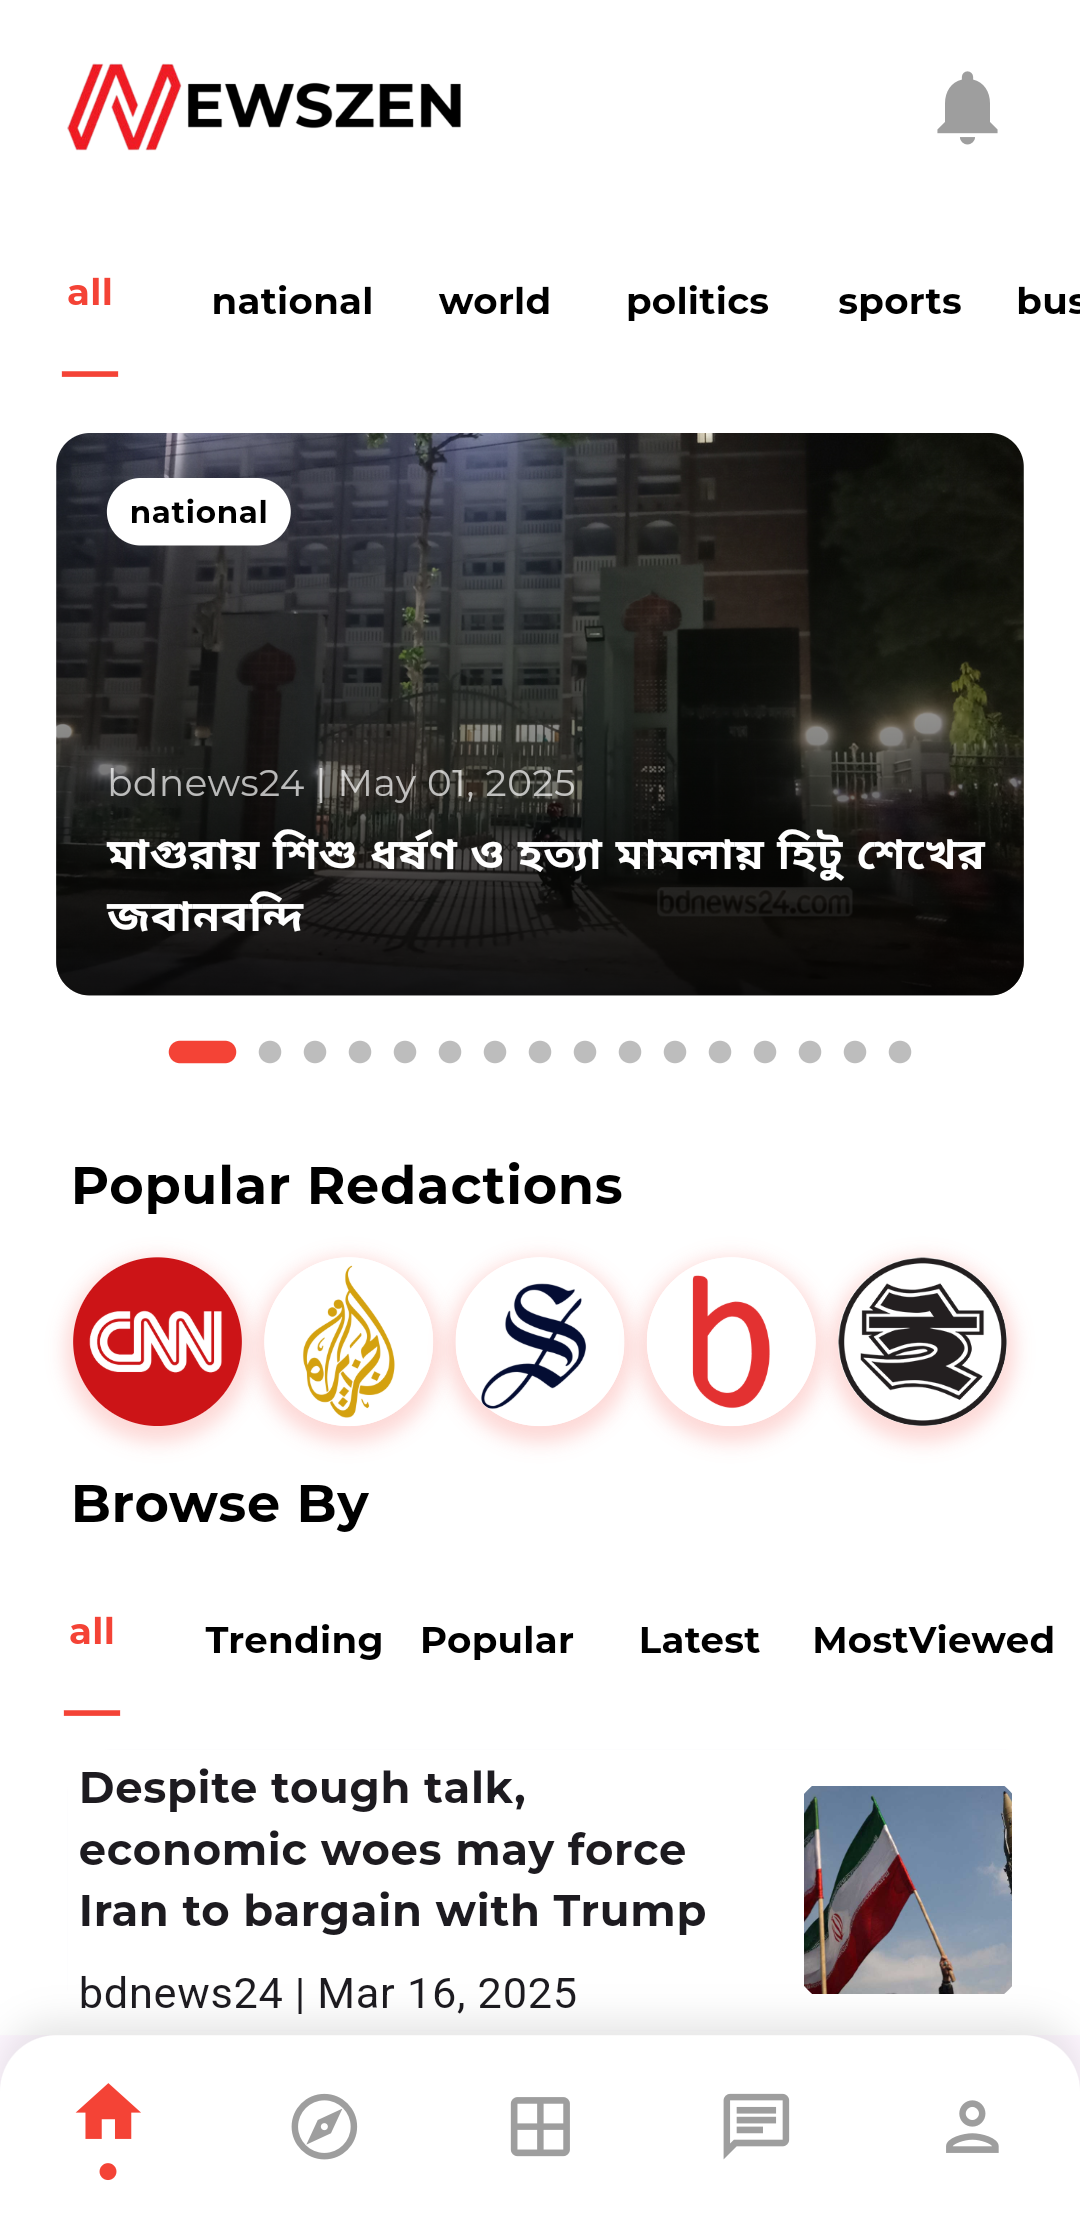 NEWSZEN
all national world politics sports bus
national
bdnews24 | May 01, 2025
মাগুরায় শিশু ধর্ষণ ও হত্যা মামলায় হিটু শেখের
জবানবন্দি
bdnews24.com
Popular Redactions
CNN
الجزيرة
S
b
Browse By
all Trending Popular Latest MostViewed
Despite tough talk,
economic woes may force
Iran to bargain with Trump
bdnews24 | Mar 16, 2025